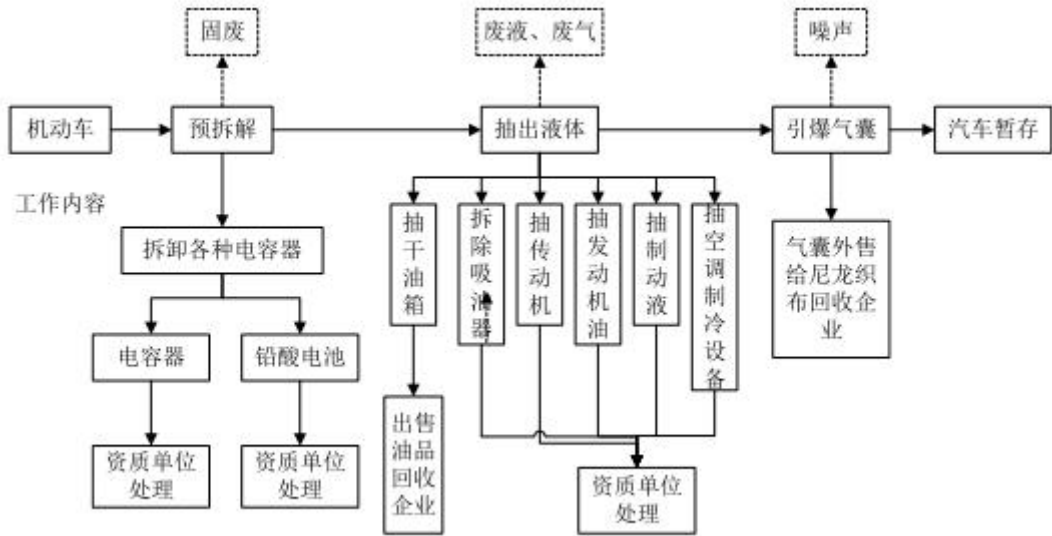 固废
废液、废气
噪声
机动车
预拆解
抽出液体
引爆气囊
汽车暂存
工作内容
拆卸各种电容器
抽干油箱
拆除吸油器
抽传动机
抽发动机油
抽制动液
抽空调制冷设备
气囊外售
给尼龙织
布回收企
业
电容器
铅酸电池
出售
油品
回收
企业
资质单位
处理
资质单位
处理
资质单位
处理